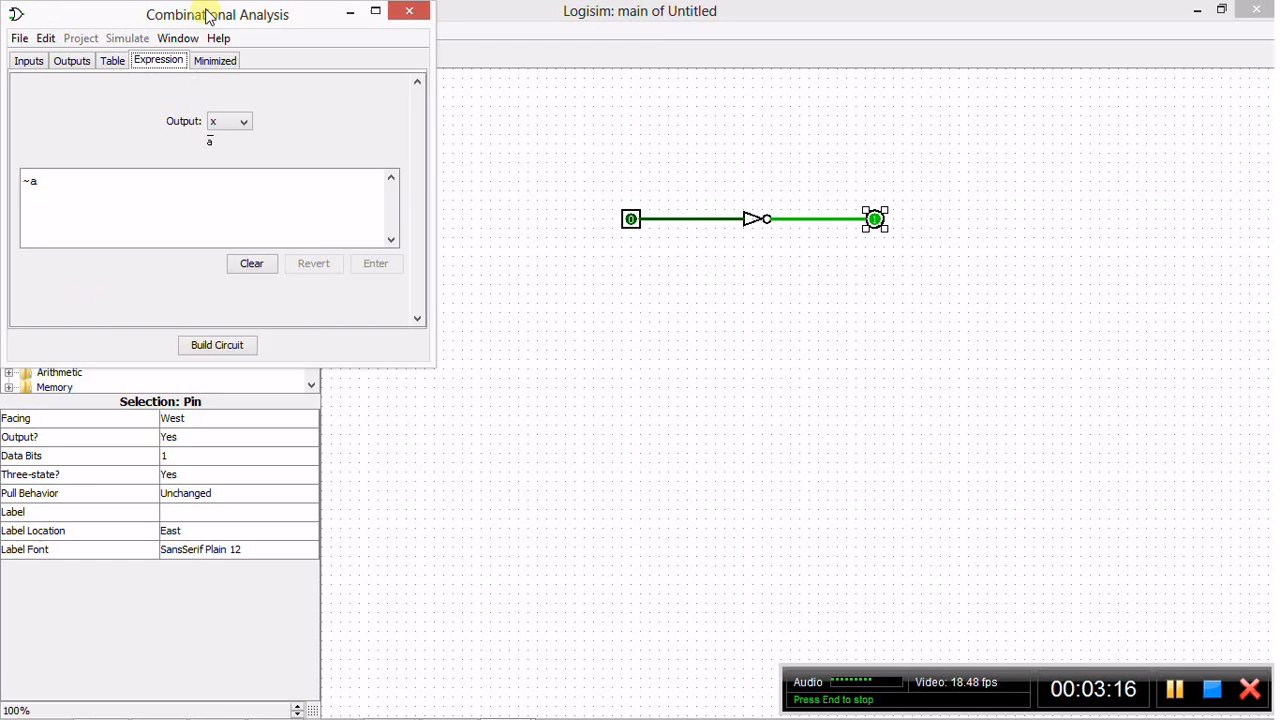 Combinational Analysis
Logisim: main of Untitled
File Edit Project Simulate Window Help
Inputs Outputs Table Expression Minimized
Output: x
a
~a
Clear Revert Enter
Build Circuit
0
1
Arithmetic
Memory
Selection: Pin
Facing West
Output? Yes
Data Bits 1
Three-state? Yes
Pull Behavior Unchanged
Label
Label Location East
Label Font SansSerif Plain 12
100%
Audio Video: 18.48 fps
Press End to stop
00:03:16